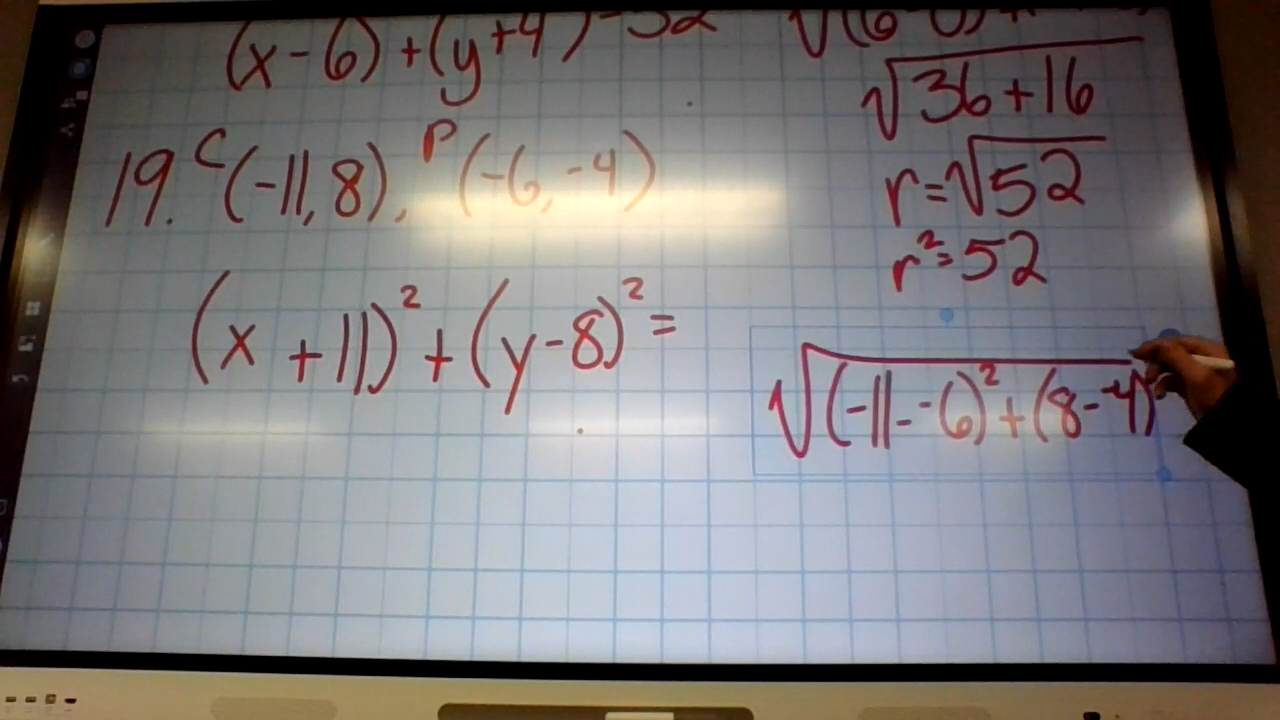 (x-6) + (y+4) 52
√36+16
r=√52
r²=52
19. C(-11,8), P(-6,-4)
(x+11)²+(y-8)²=
√(-11--6)²+(8--4)